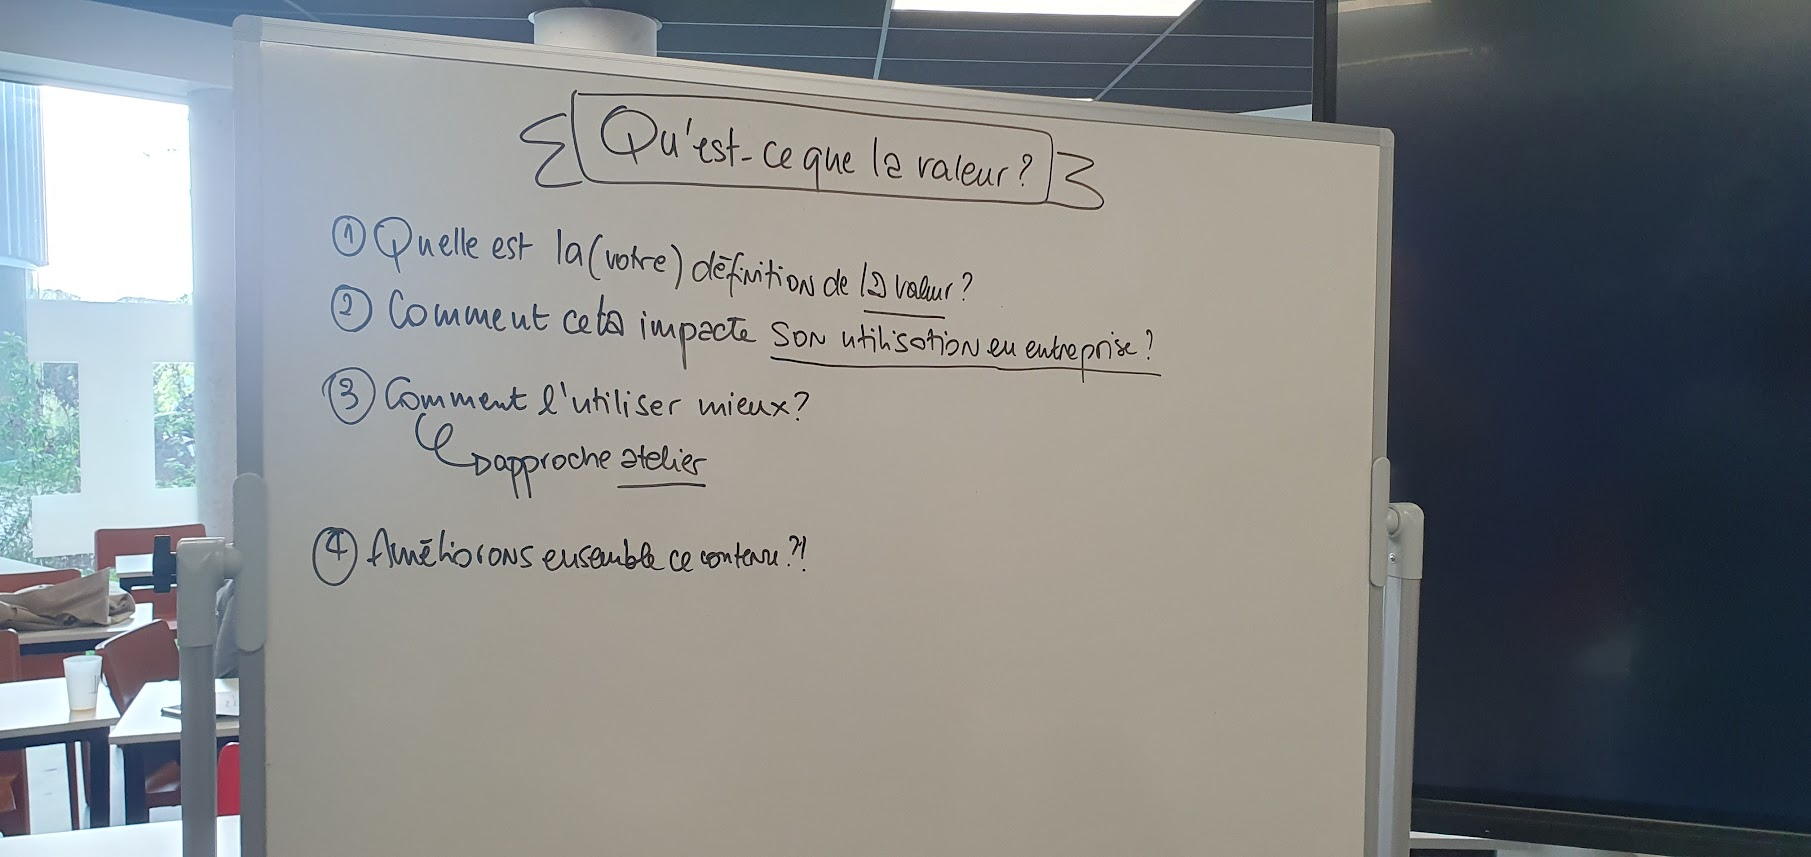 Qu'est-ce que la valeur ?
① Quelle est la (votre) définition de la valeur ?
② Comment cela impacte son utilisation en entreprise ?
③ Comment l'utiliser mieux ?
approche atelier
④ Améliorons ensemble ce contenu ?!